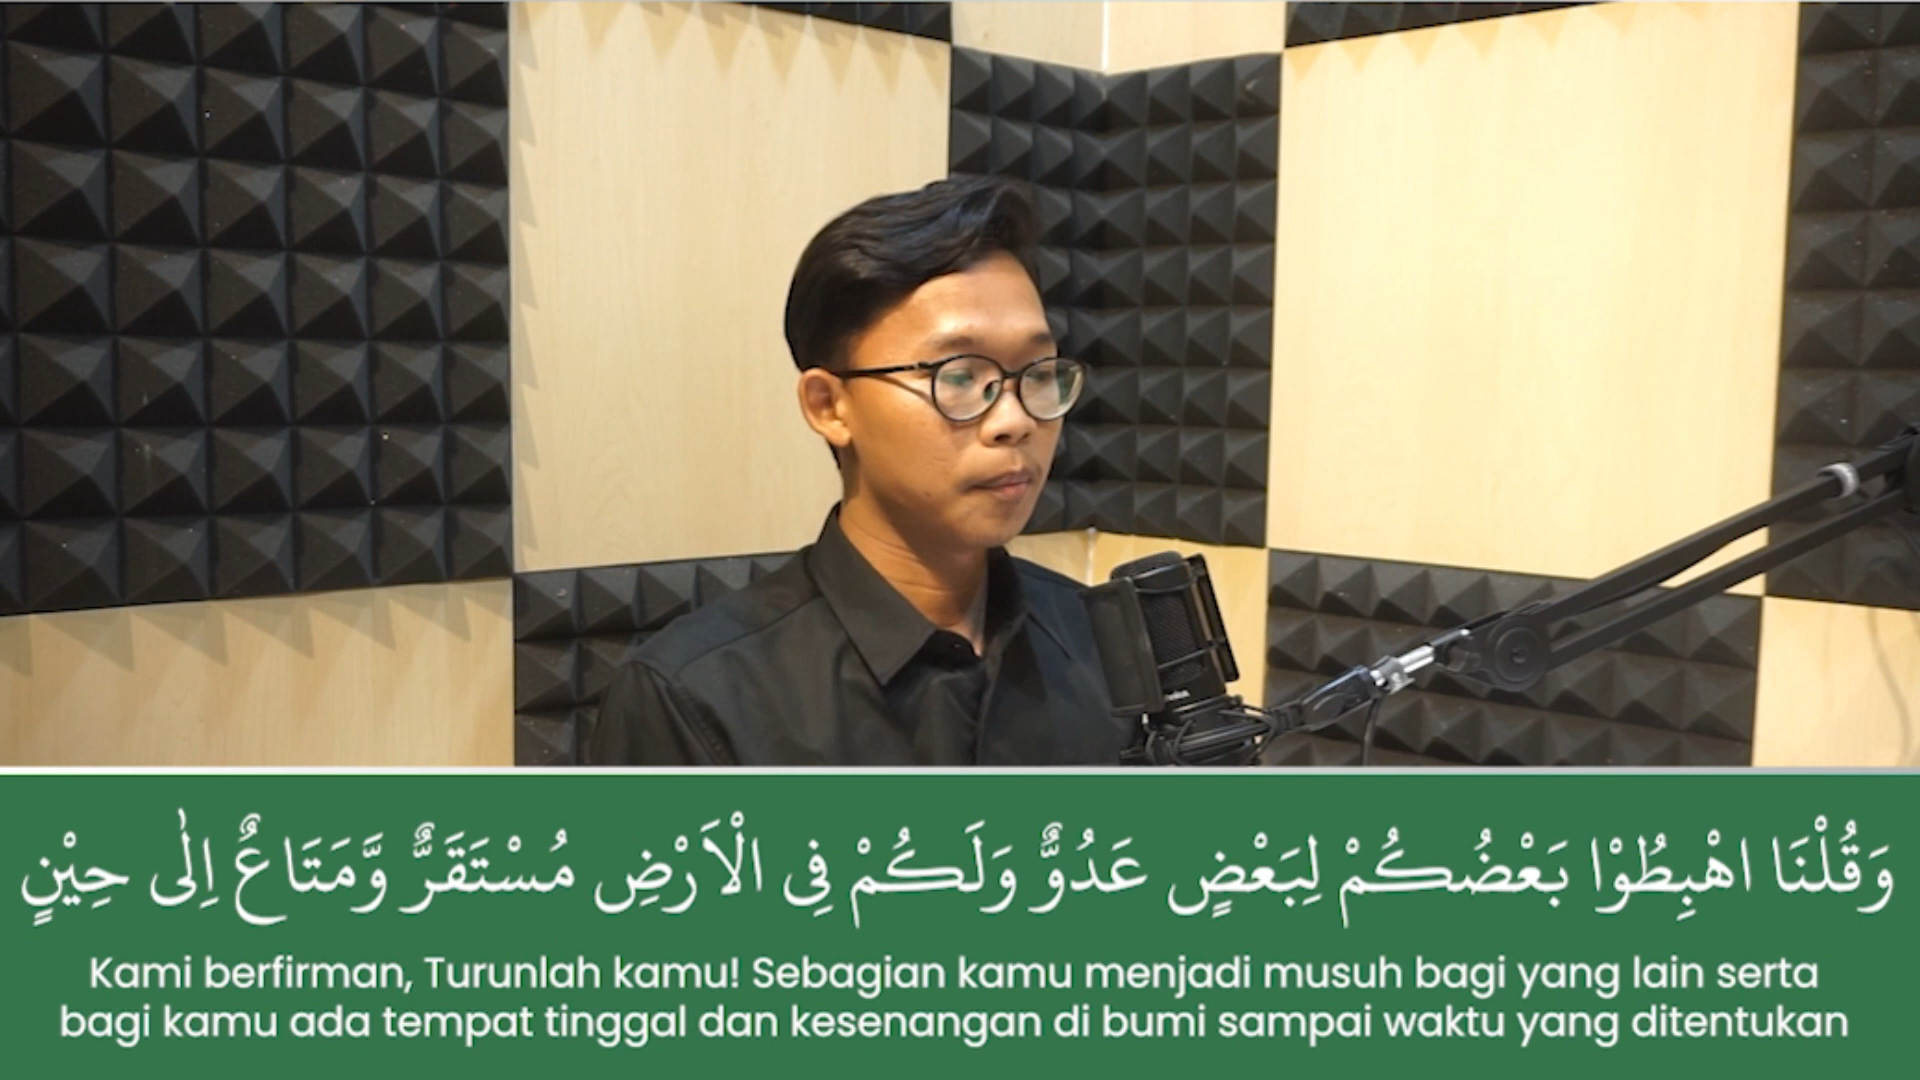 وَقُلْنَا اهْبِطُوْا بَعْضُكُمْ لِبَعْضٍ عَدُوٌّ وَلَكُمْ فِى الْاَرْضِ مُسْتَقَرٌّ وَّمَتَاعٌ اِلٰى حِيْنٍ
Kami berfirman, Turunlah kamu! Sebagian kamu menjadi musuh bagi yang lain serta
bagi kamu ada tempat tinggal dan kesenangan di bumi sampai waktu yang ditentukan